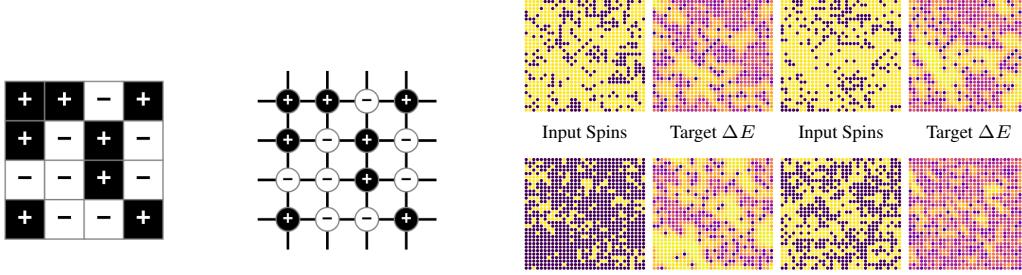 + + − +
+ − + −
− − + −
+ − − +
+ + − +
+ − + −
− − + −
+ − − +
Input Spins Target ΔE Input Spins Target ΔE